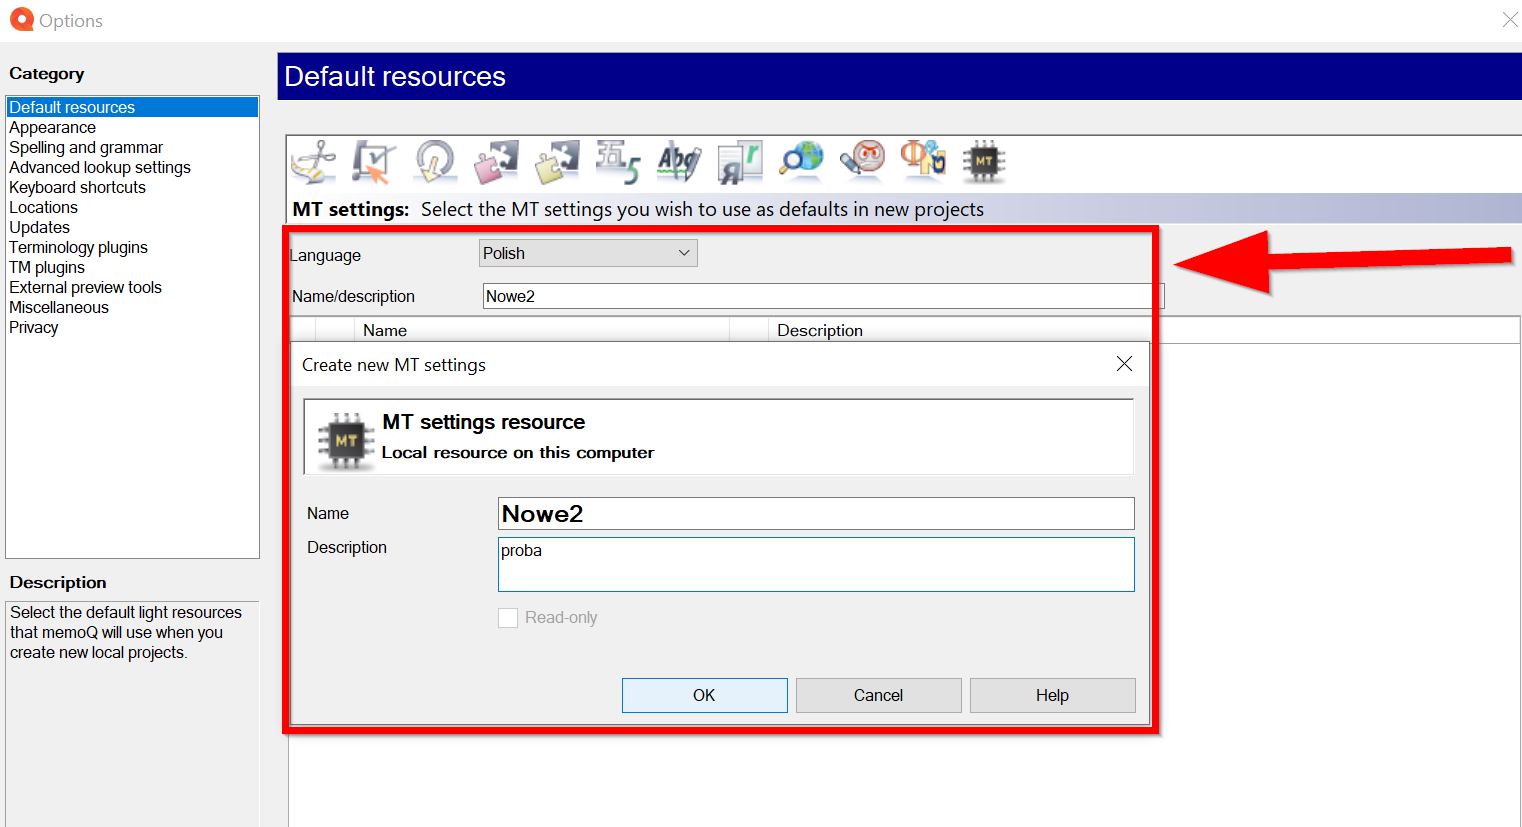 Options
Category
Default resources
Appearance
Spelling and grammar
Advanced lookup settings
Keyboard shortcuts
Locations
Updates
Terminology plugins
TM plugins
External preview tools
Miscellaneous
Privacy
Description
Select the default light resources
that memoQ will use when you
create new local projects.
Default resources
五 5 Abg Я r Φ MT
MT settings: Select the MT settings you wish to use as defaults in new projects
Language Polish
Name/description Nowe2
Name Description
Create new MT settings
MT
MT settings resource
Local resource on this computer
Name Nowe2
Description proba
Read-only
OK Cancel Help